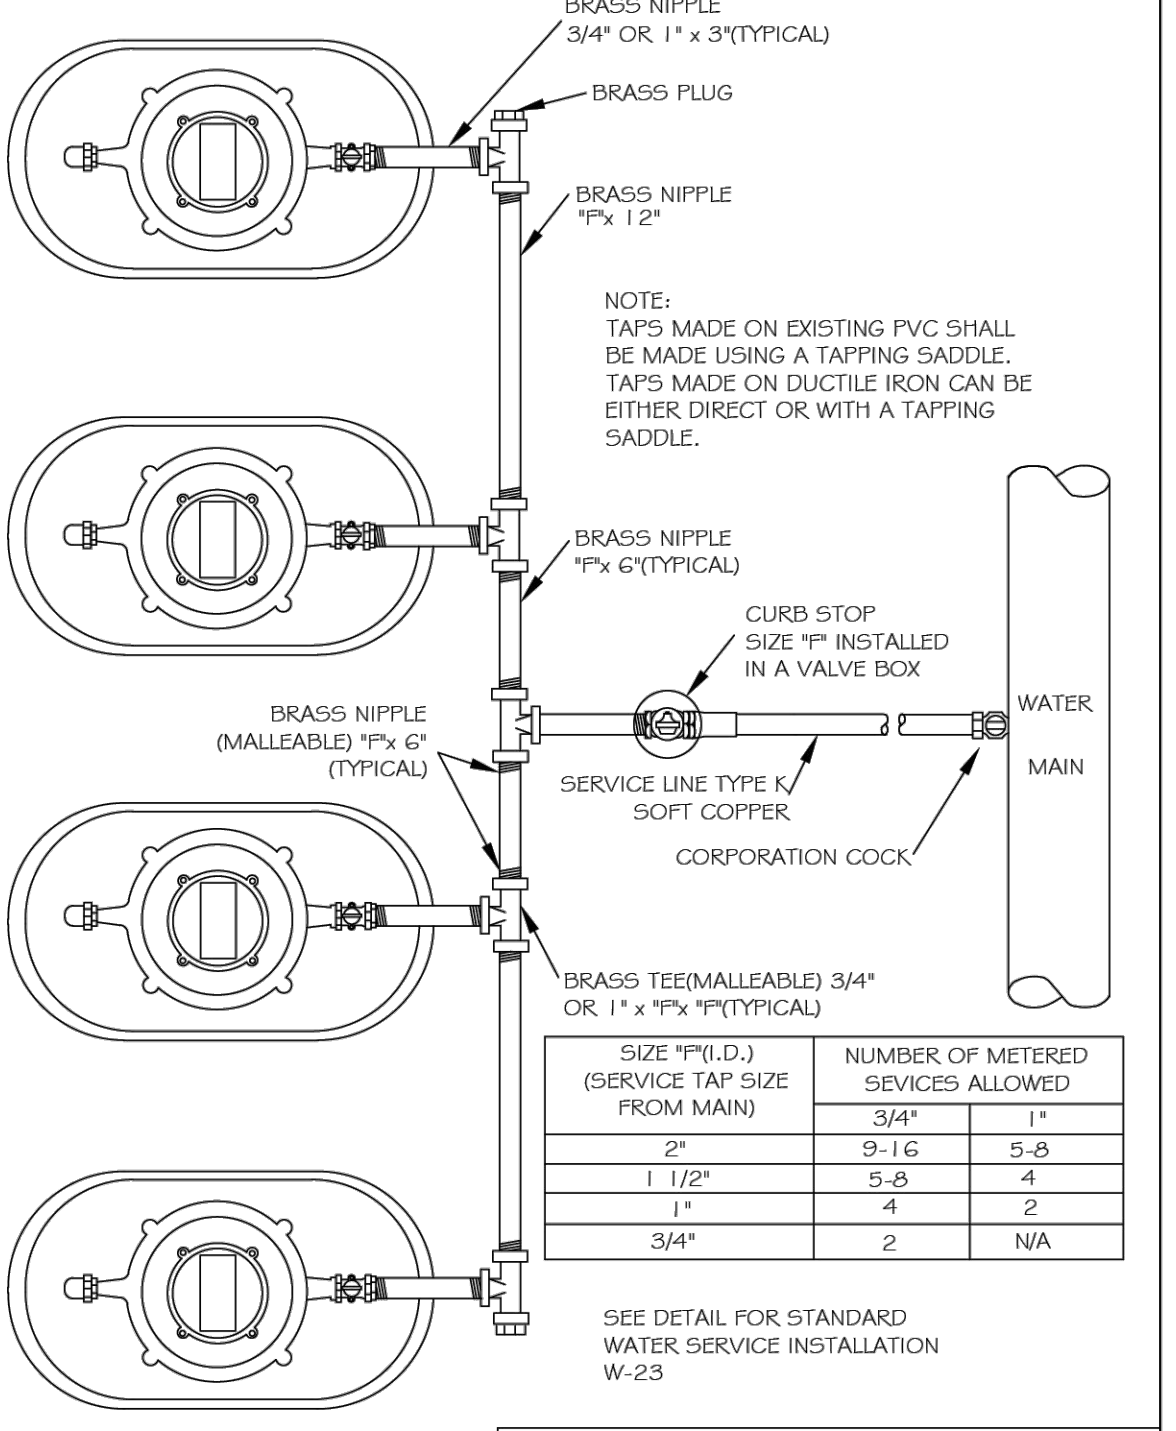 BRASS NIPPLE
3/4" OR 1" x 3"(TYPICAL)
BRASS PLUG
BRASS NIPPLE
"F"x 12"
NOTE:
TAPS MADE ON EXISTING PVC SHALL
BE MADE USING A TAPPING SADDLE.
TAPS MADE ON DUCTILE IRON CAN BE
EITHER DIRECT OR WITH A TAPPING
SADDLE.
BRASS NIPPLE
"F"x 6"(TYPICAL)
CURB STOP
SIZE "F" INSTALLED
IN A VALVE BOX
WATER
MAIN
BRASS NIPPLE
(MALLEABLE) "F"x 6"
(TYPICAL)
SERVICE LINE TYPE K
SOFT COPPER
CORPORATION COCK
BRASS TEE(MALLEABLE) 3/4"
OR 1" x "F"x "F"(TYPICAL)
SIZE "F"(I.D.)
(SERVICE TAP SIZE
FROM MAIN)
NUMBER OF METERED
SEVICES ALLOWED
3/4" 1"
2" 9-16 5-8
1 1/2" 5-8 4
1" 4 2
3/4" 2 N/A
SEE DETAIL FOR STANDARD
WATER SERVICE INSTALLATION
W-23